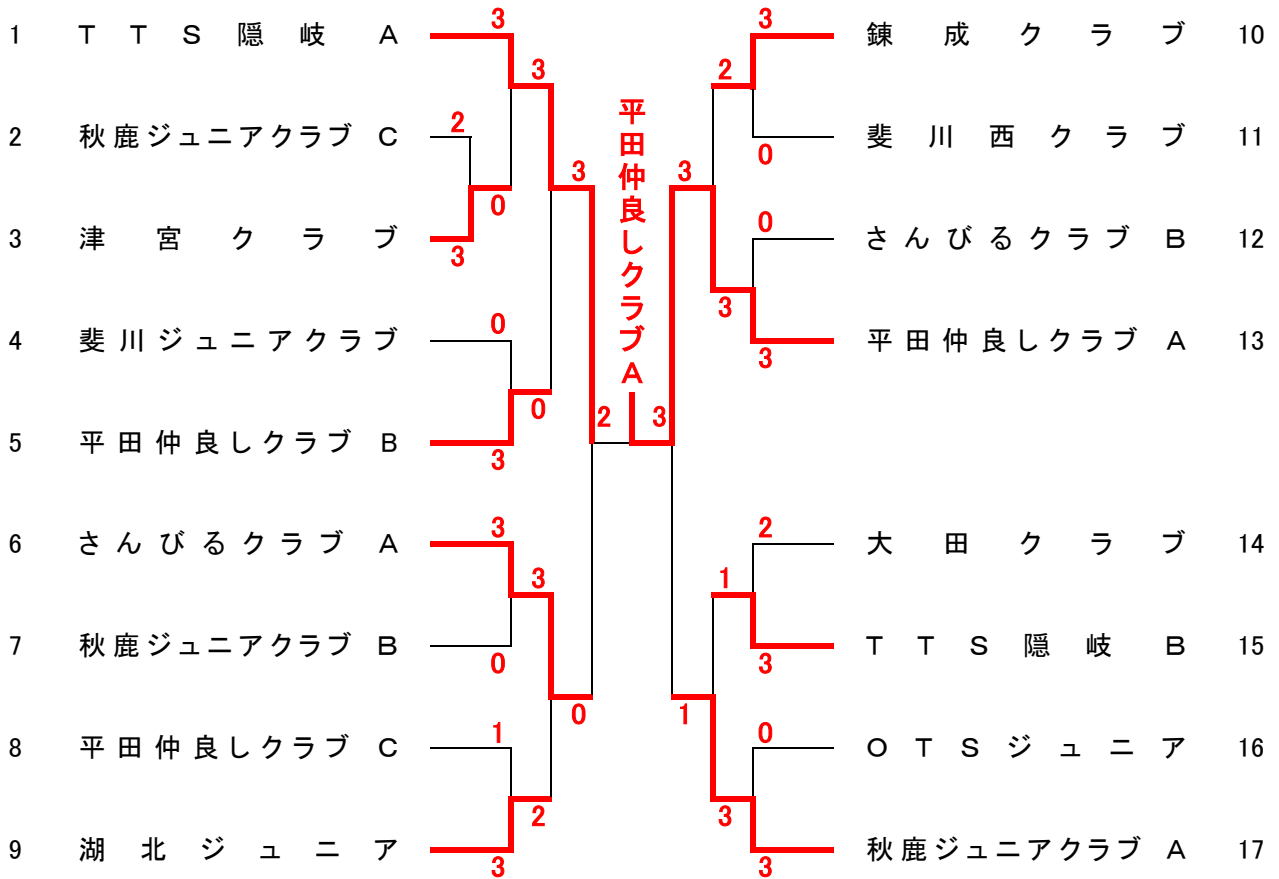 1 TTS隠岐A
2 秋鹿ジュニアクラブC
3 津宮クラブ
4 斐川ジュニアクラブ
5 平田仲良しクラブB
6 さんびるクラブA
7 秋鹿ジュニアクラブB
8 平田仲良しクラブC
9 湖北ジュニア
3
2
3
0
3
3
0
1
3
0
3
0
3
2
3
0
2
平田仲良しクラブA
3
3
1
2
3
1
3
3
0
0
3
2
3
0
3
錬成クラブ 10
斐川西クラブ 11
さんびるクラブB 12
平田仲良しクラブA 13
大田クラブ 14
TTS隠岐B 15
OTSジュニア 16
秋鹿ジュニアクラブA 17